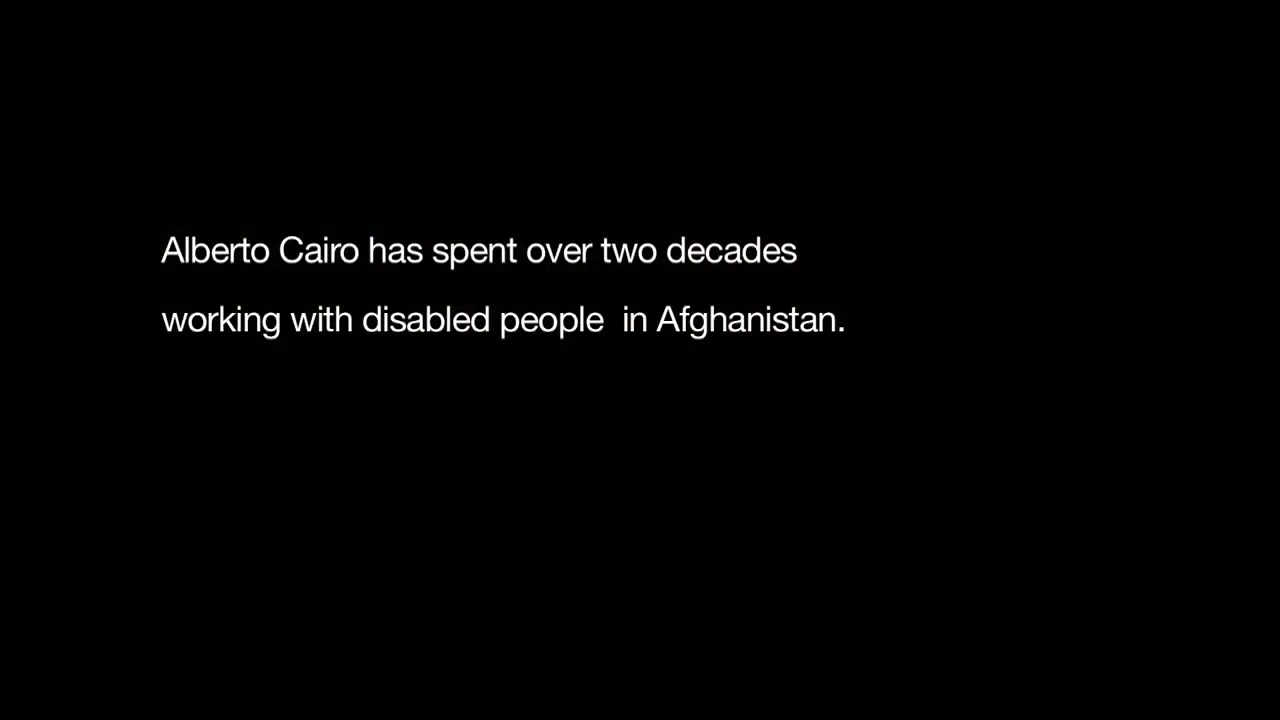 Alberto Cairo has spent over two decades
working with disabled people  in Afghanistan.